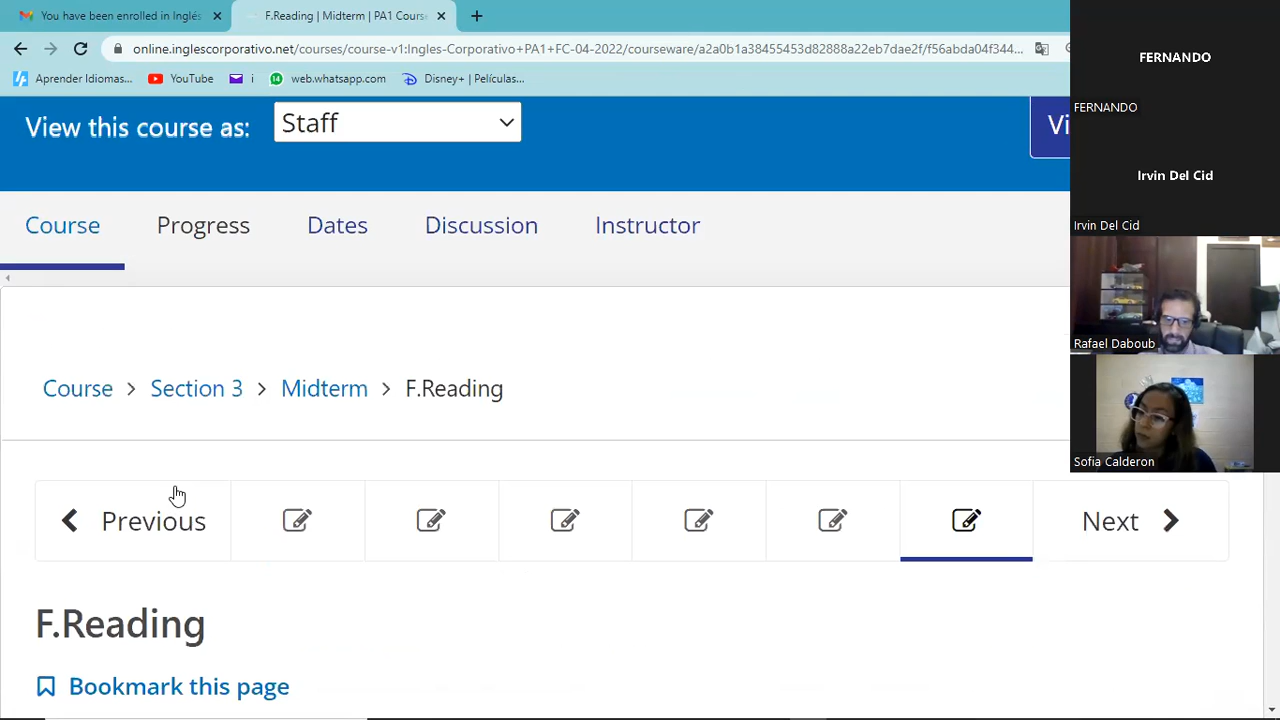 You have been enrolled in Inglés
F.Reading | Midterm | PA1 Course
online.inglescorporativo.net/courses/course-v1:Ingles-Corporativo+PA1+FC-04-2022/courseware/a2a0b1a38455453d82888a22eb7dae2f/f56abda04f344...
Aprender Idiomas...
YouTube
i
web.whatsapp.com
Disney+ | Películas...
View this course as:
Staff
Vi
Course
Progress
Dates
Discussion
Instructor
Course > Section 3 > Midterm > F.Reading
Previous
Next
F.Reading
Bookmark this page
FERNANDO
FERNANDO
Irvin Del Cid
Irvin Del Cid
Rafael Daboub
Sofia Calderon